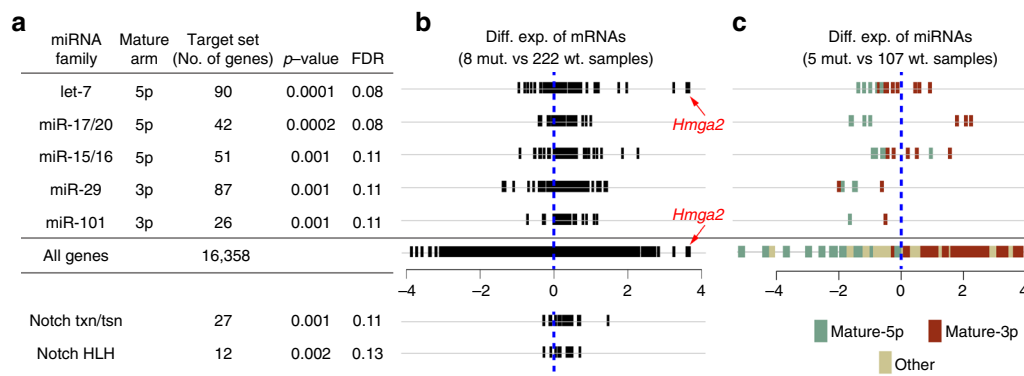 a
miRNA family
Mature arm
Target set (No. of genes)
p–value
FDR
let-7 5p 90 0.0001 0.08
miR-17/20 5p 42 0.0002 0.08
miR-15/16 5p 51 0.001 0.11
miR-29 3p 87 0.001 0.11
miR-101 3p 26 0.001 0.11
All genes 16,358
Notch txn/tsn 27 0.001 0.11
Notch HLH 12 0.002 0.13
b
Diff. exp. of mRNAs
(8 mut. vs 222 wt. samples)
Hmga2
Hmga2
−4 −2 0 2 4
c
Diff. exp. of miRNAs
(5 mut. vs 107 wt. samples)
−4 −2 0 2 4
Mature-5p Mature-3p
Other